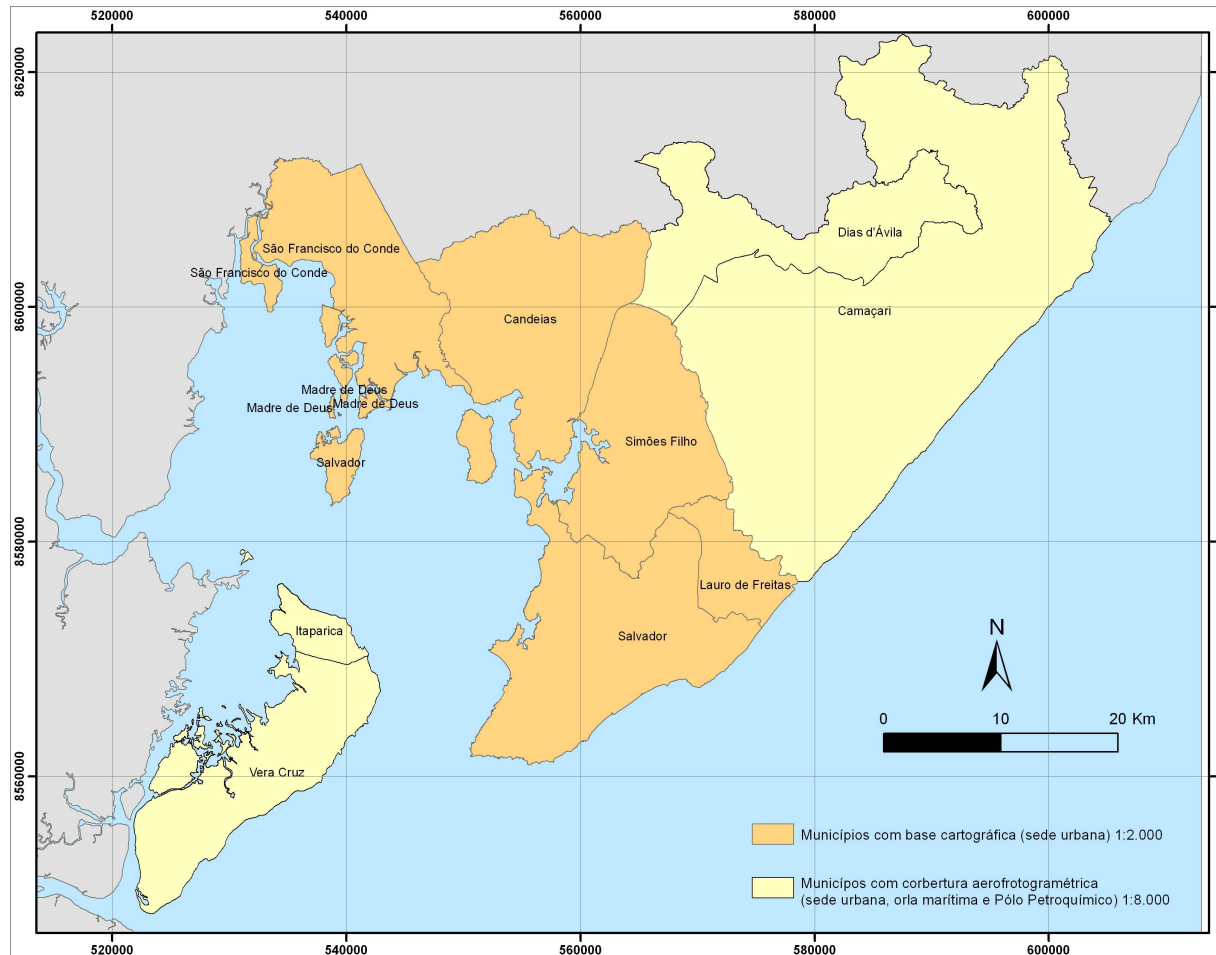 520000
540000
560000
580000
600000
8620000
8600000
8580000
8560000
São Francisco do Conde
São Francisco do Conde
Dias d'Ávila
Camaçari
Candeias
Madre de Deus
Madre de Deus
Madre de Deus
Simões Filho
Salvador
Lauro de Freitas
Itaparica
Salvador
Vera Cruz
N
0 10 20 Km
Municípios com base cartográfica (sede urbana) 1:2.000
Municípos com corbertura aerofrotogramétrica
(sede urbana, orla marítima e Pólo Petroquímico) 1:8.000
520000
540000
560000
580000
600000